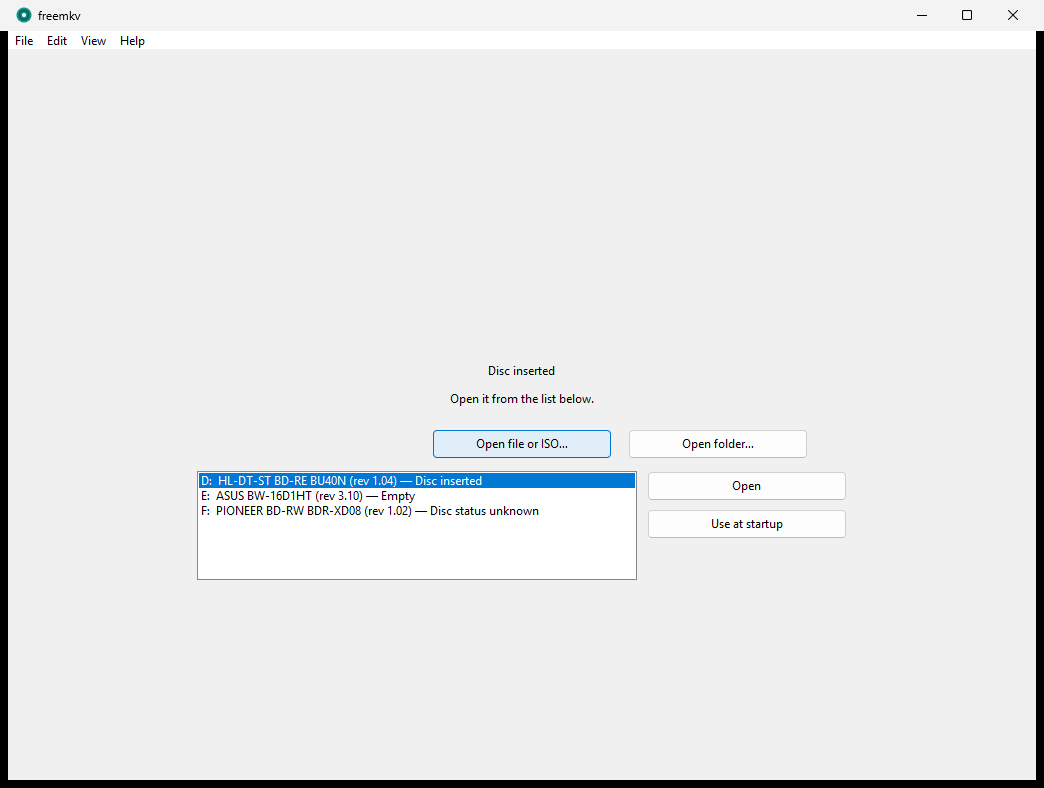 freemkv
File Edit View Help
Disc inserted
Open it from the list below.
Open file or ISO... Open folder...
D: HL-DT-ST BD-RE BU40N (rev 1.04) — Disc inserted
E: ASUS BW-16D1HT (rev 3.10) — Empty
F: PIONEER BD-RW BDR-XD08 (rev 1.02) — Disc status unknown
Open
Use at startup